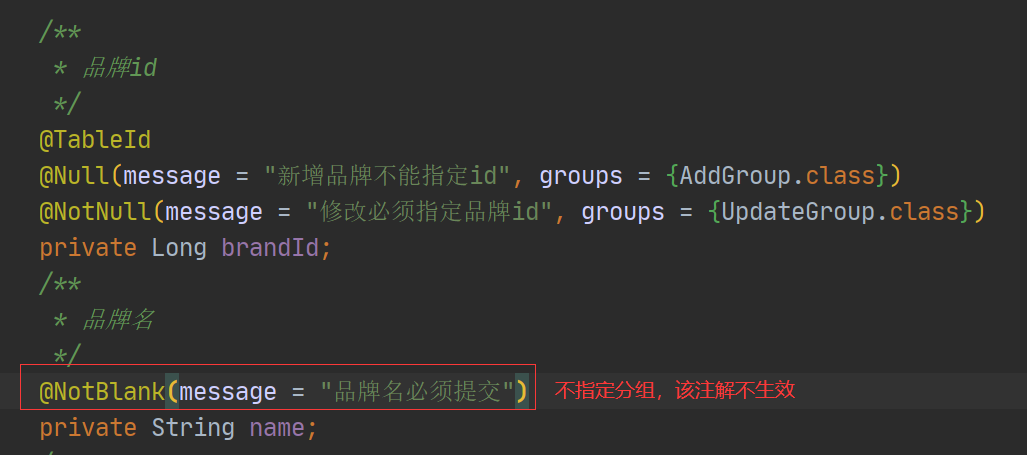 /**
* 品牌id
*/
@TableId
@Null(message = "新增品牌不能指定id", groups = {AddGroup.class})
@NotNull(message = "修改必须指定品牌id", groups = {UpdateGroup.class})
private Long brandId;
/**
* 品牌名
*/
@NotBlank(message = "品牌名必须提交") 不指定分组，该注解不生效
private String name;